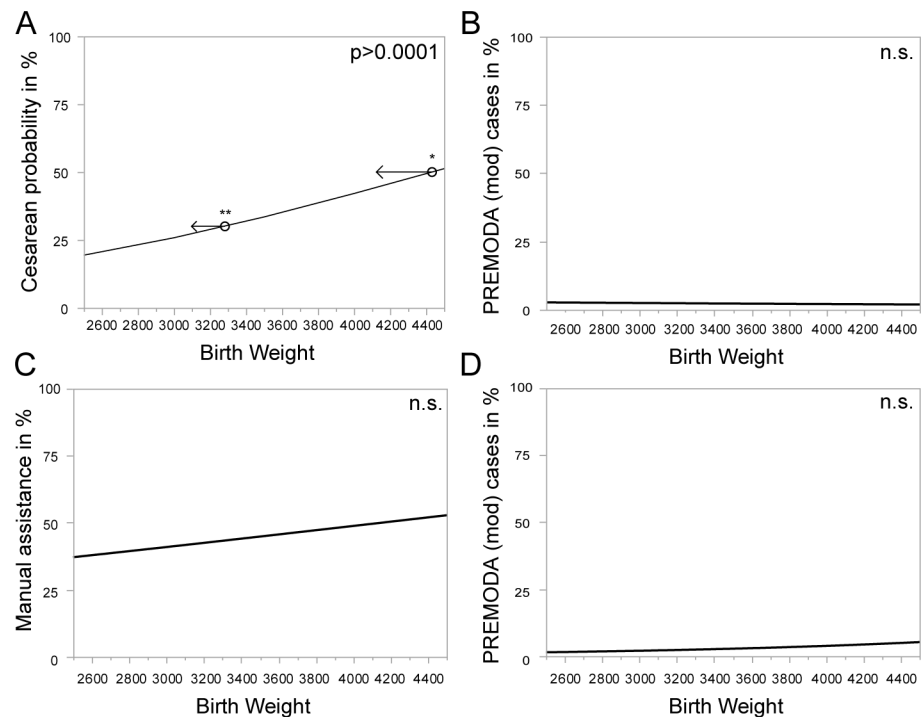 A
Cesarean probability in %
100
75
50
25
0
p>0.0001
*
**
2600 2800 3000 3200 3400 3600 3800 4000 4200 4400
Birth Weight
B
PREMODA (mod) cases in %
100
75
50
25
0
n.s.
2600 2800 3000 3200 3400 3600 3800 4000 4200 4400
Birth Weight
C
Manual assistance in %
100
75
50
25
0
n.s.
2600 2800 3000 3200 3400 3600 3800 4000 4200 4400
Birth Weight
D
PREMODA (mod) cases in %
100
75
50
25
0
n.s.
2600 2800 3000 3200 3400 3600 3800 4000 4200 4400
Birth Weight